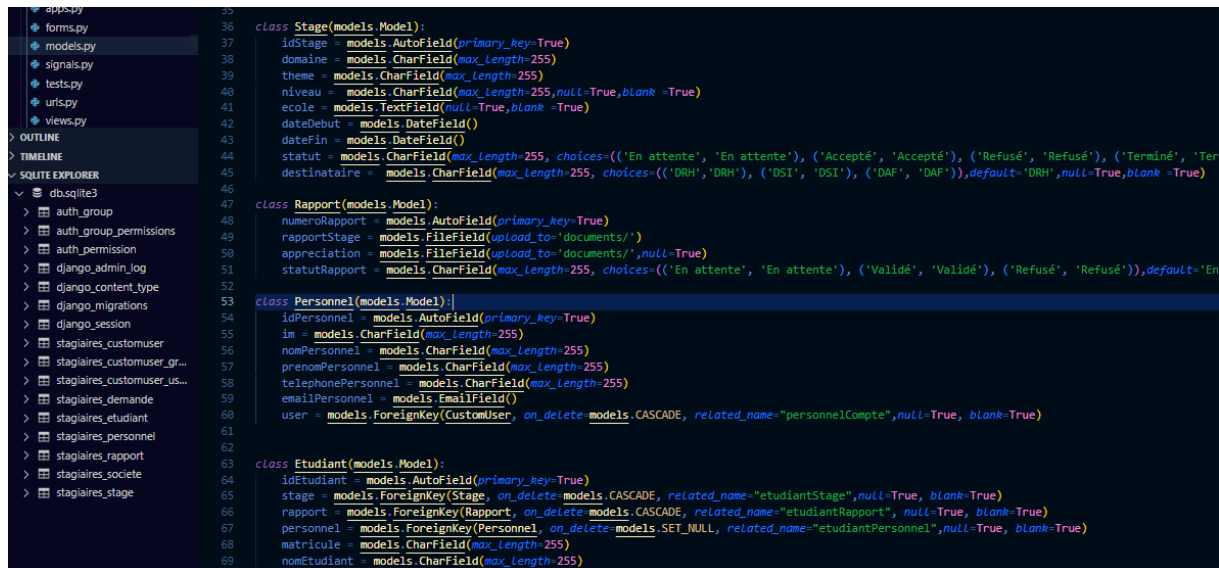 apps.py
forms.py
models.py
signals.py
tests.py
urls.py
views.py
OUTLINE
TIMELINE
SQLITE EXPLORER
db.sqlite3
auth_group
auth_group_permissions
auth_permission
django_admin_log
django_content_type
django_migrations
django_session
stagiaires_customuser
stagiaires_customuser_gr...
stagiaires_customuser_us...
stagiaires_demande
stagiaires_etudiant
stagiaires_personnel
stagiaires_rapport
stagiaires_societe
stagiaires_stage
35
36 class Stage(models.Model):
37 idStage = models.AutoField(primary_key=True)
38 domaine = models.CharField(max_length=255)
39 theme = models.CharField(max_length=255)
40 niveau =  models.CharField(max_length=255,null=True,blank =True)
41 ecole = models.TextField(null=True,blank =True)
42 dateDebut = models.DateField()
43 dateFin = models.DateField()
44 statut = models.CharField(max_length=255, choices=(('En attente', 'En attente'), ('Accepté', 'Accepté'), ('Refusé', 'Refusé'), ('Terminé', 'Ter
45 destinataire =  models.CharField(max_length=255, choices=(('DRH','DRH'), ('DSI', 'DSI'), ('DAF', 'DAF')),default='DRH',null=True,blank =True)
46
47 class Rapport(models.Model):
48 numeroRapport = models.AutoField(primary_key=True)
49 rapportStage = models.FileField(upload_to='documents/')
50 appreciation = models.FileField(upload_to='documents/',null=True)
51 statutRapport = models.CharField(max_length=255, choices=(('En attente', 'En attente'), ('Validé', 'Validé'), ('Refusé', 'Refusé')),default='En
52
53 class Personnel(models.Model):
54 idPersonnel = models.AutoField(primary_key=True)
55 im = models.CharField(max_length=255)
56 nomPersonnel = models.CharField(max_length=255)
57 prenomPersonnel = models.CharField(max_length=255)
58 telephonePersonnel = models.CharField(max_length=255)
59 emailPersonnel = models.EmailField()
60 user = models.ForeignKey(CustomUser, on_delete=models.CASCADE, related_name="personnelCompte",null=True, blank=True)
61
62
63 class Etudiant(models.Model):
64 idEtudiant = models.AutoField(primary_key=True)
65 stage = models.ForeignKey(Stage, on_delete=models.CASCADE, related_name="etudiantStage",null=True, blank=True)
66 rapport = models.ForeignKey(Rapport, on_delete=models.CASCADE, related_name="etudiantRapport", null=True, blank=True)
67 personnel = models.ForeignKey(Personnel, on_delete=models.SET_NULL, related_name="etudiantPersonnel",null=True, blank=True)
68 matricule = models.CharField(max_length=255)
69 nomEtudiant = models.CharField(max_length=255)